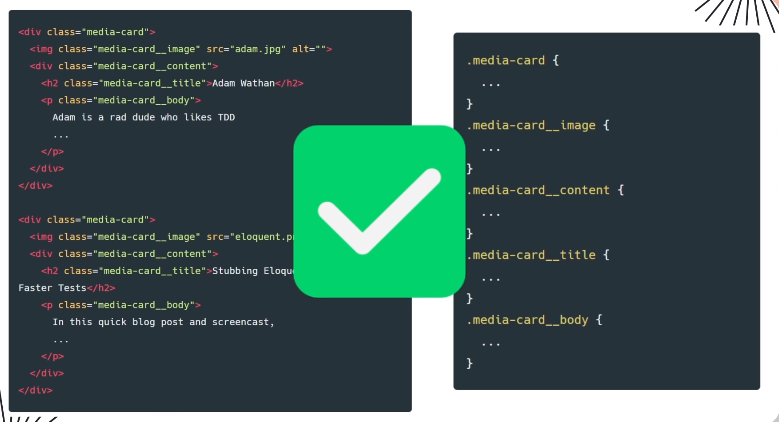 <div class="media-card">
<img class="media-card__image" src="adam.jpg" alt="">
<div class="media-card__content">
<h2 class="media-card__title">Adam Wathan</h2>
<p class="media-card__body">
Adam is a rad dude who likes TDD
...
</p>
</div>
</div>
<div class="media-card">
<img class="media-card__image" src="eloquent.p
<div class="media-card__content">
<h2 class="media-card__title">Stubbing Eloqu
Faster Tests</h2>
<p class="media-card__body">
In this quick blog post and screencast,
...
</p>
</div>
</div>
.media-card {
...
}
.media-card__image {
...
}
.media-card__content {
...
}
.media-card__title {
...
}
.media-card__body {
...
}